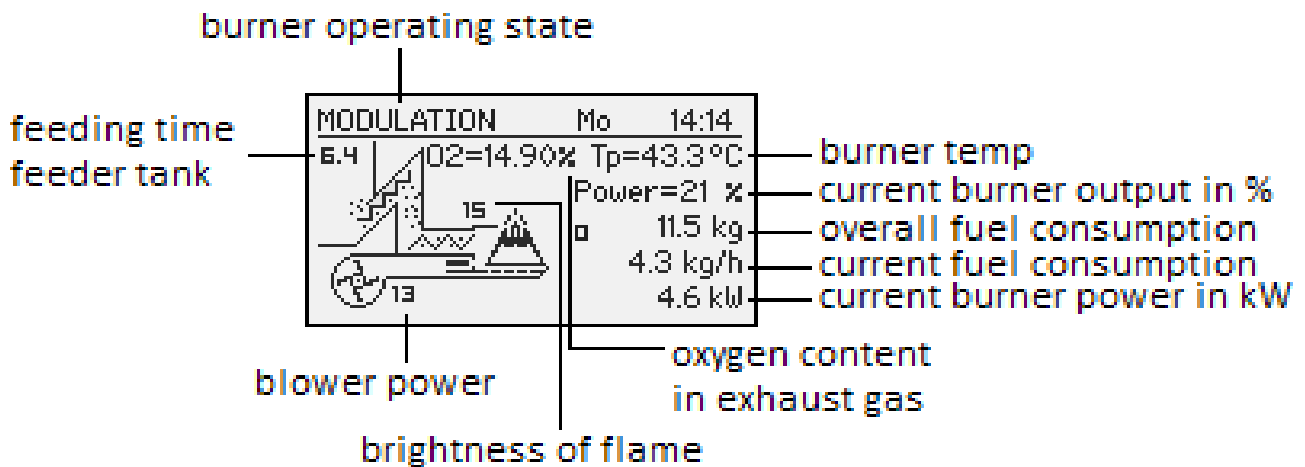 burner operating state
feeding time
feeder tank
MODULATION Mo 14:14
6.4 O2=14.90% Tp=43.3°C
burner temp
Power=21 %
current burner output in %
15
11.5 kg
overall fuel consumption
4.3 kg/h
current fuel consumption
13
4.6 kW
current burner power in kW
oxygen content
in exhaust gas
blower power
brightness of flame